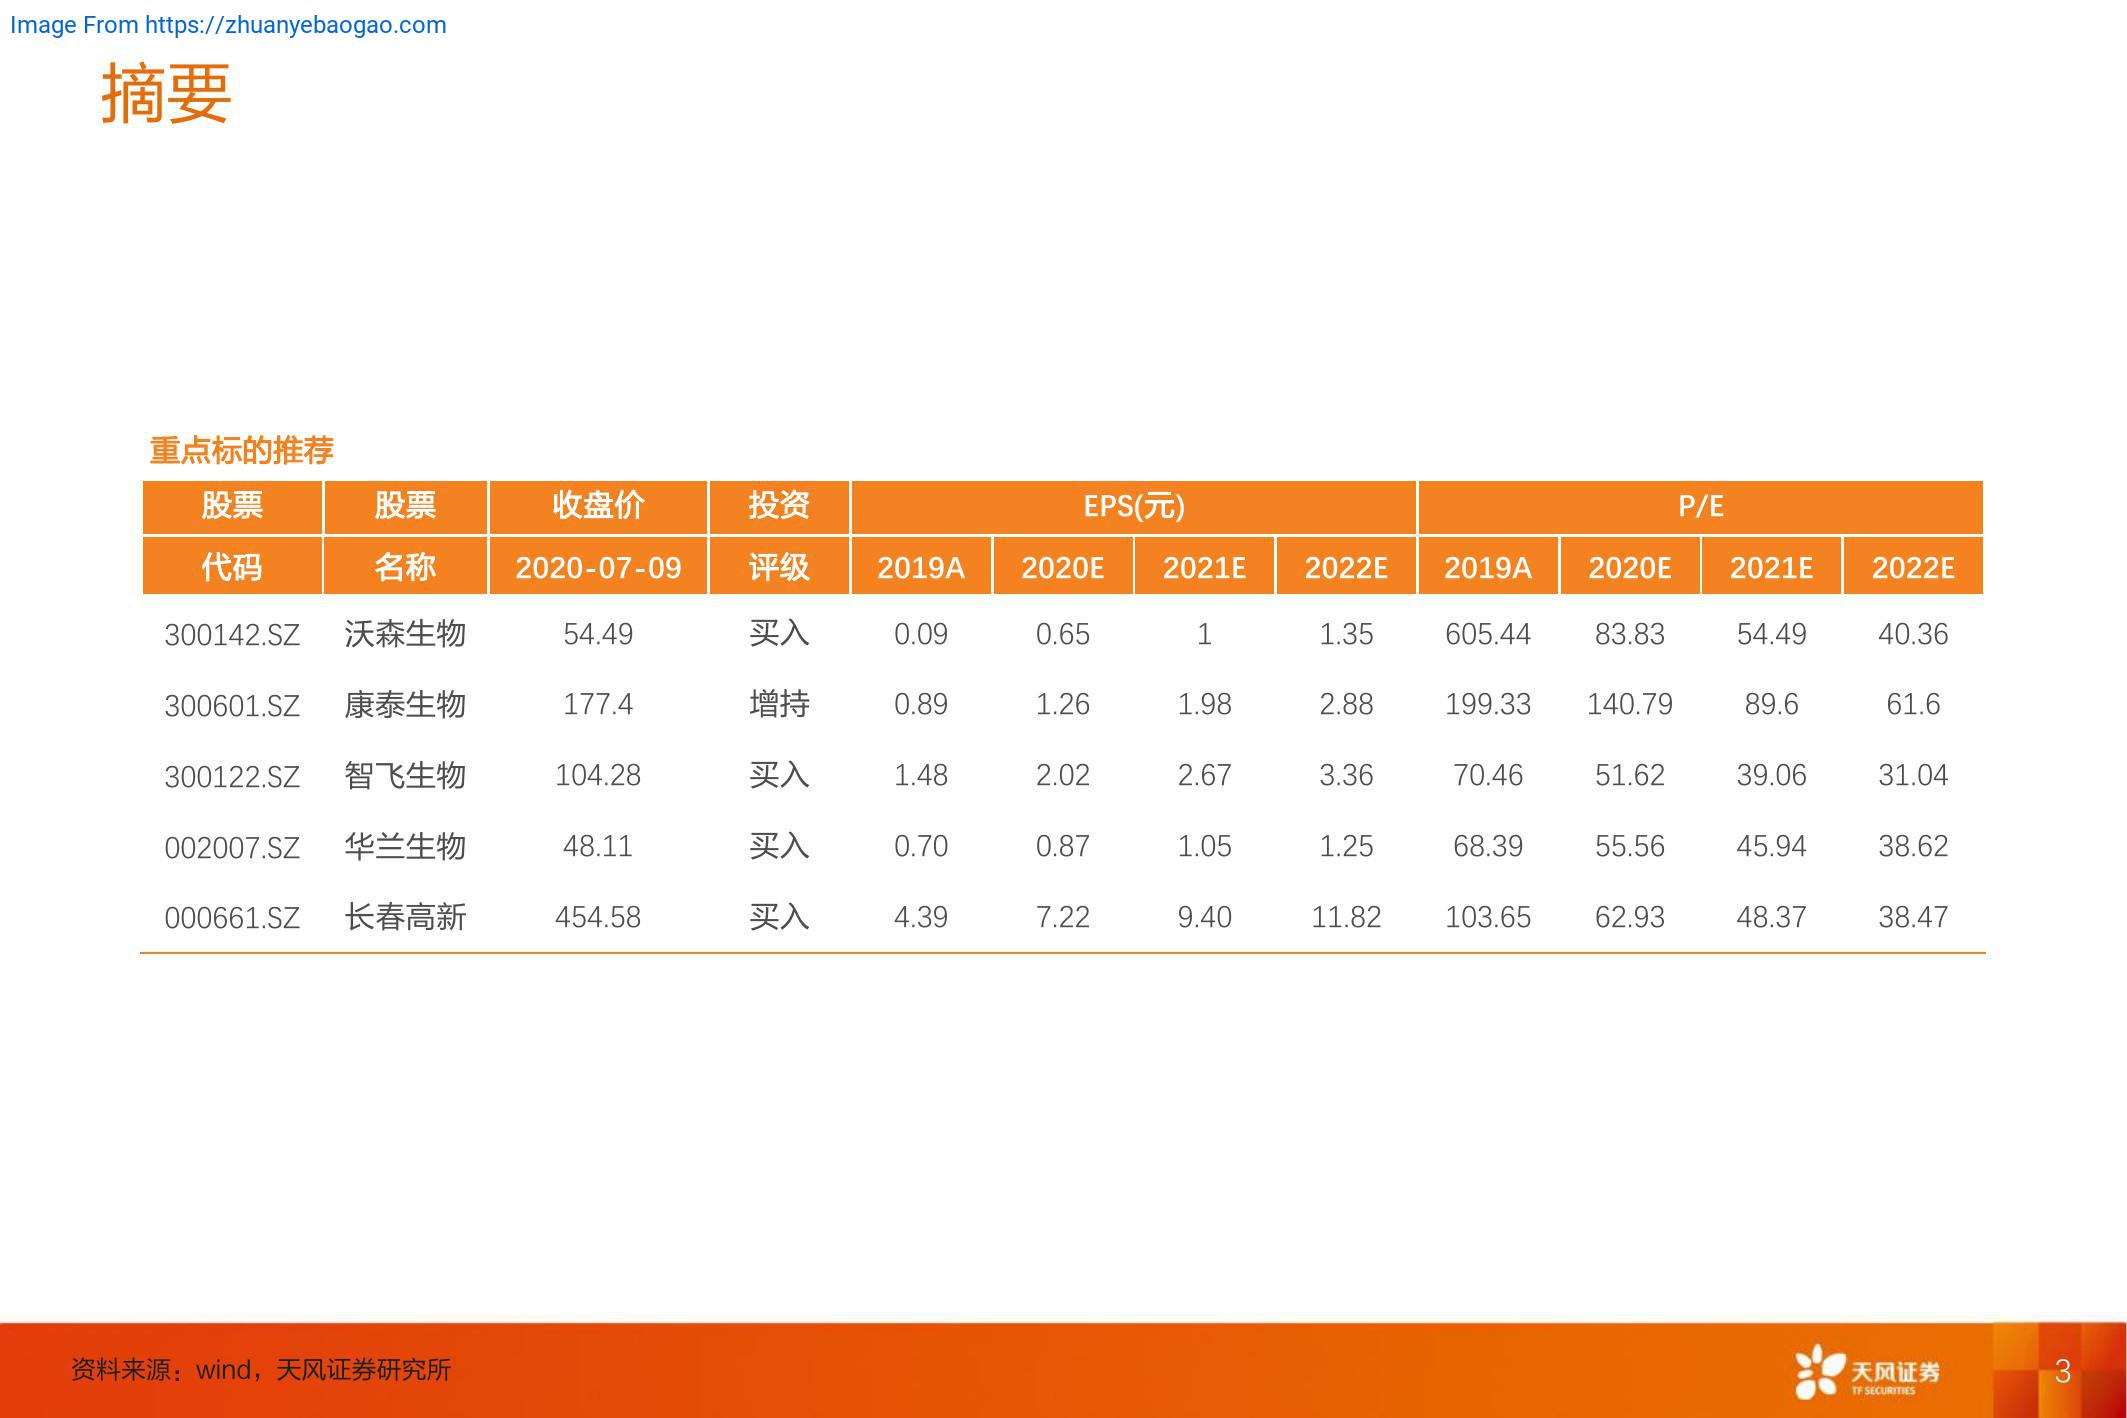 Image From https://zhuanyebaogao.com
摘要
重点标的推荐
股票 股票 收盘价 投资 EPS(元) P/E
代码 名称 2020-07-09 评级 2019A 2020E 2021E 2022E 2019A 2020E 2021E 2022E
300142.SZ 沃森生物 54.49 买入 0.09 0.65 1 1.35 605.44 83.83 54.49 40.36
300601.SZ 康泰生物 177.4 增持 0.89 1.26 1.98 2.88 199.33 140.79 89.6 61.6
300122.SZ 智飞生物 104.28 买入 1.48 2.02 2.67 3.36 70.46 51.62 39.06 31.04
002007.SZ 华兰生物 48.11 买入 0.70 0.87 1.05 1.25 68.39 55.56 45.94 38.62
000661.SZ 长春高新 454.58 买入 4.39 7.22 9.40 11.82 103.65 62.93 48.37 38.47
资料来源：wind，天风证券研究所
天风证券
TF SECURITIES
3